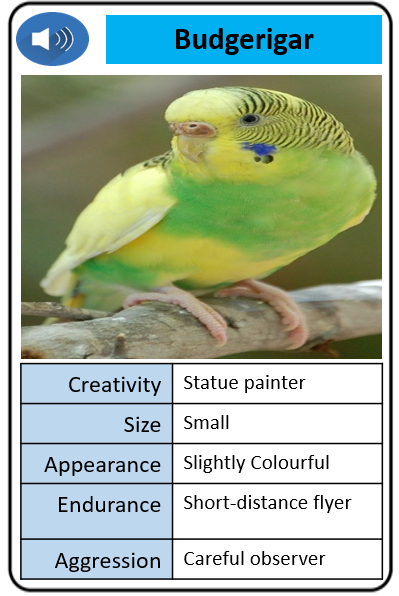 Budgerigar
Creativity Statue painter
Size Small
Appearance Slightly Colourful
Endurance Short-distance flyer
Aggression Careful observer